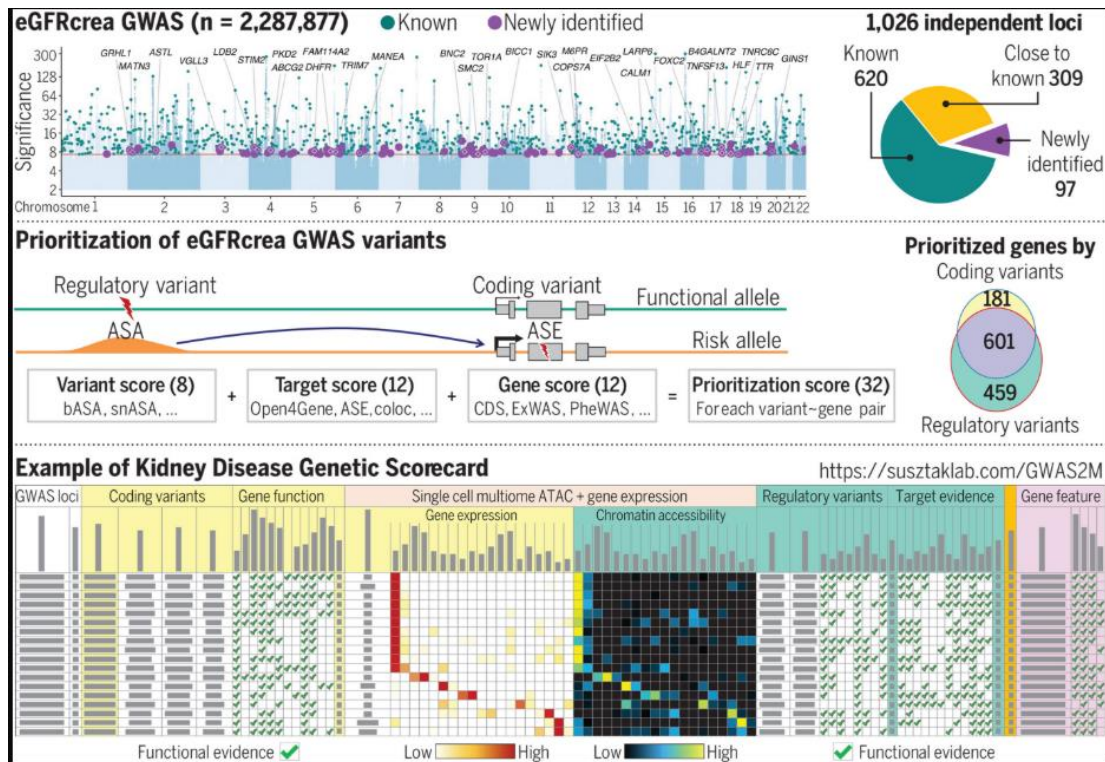 eGFRcrea GWAS (n = 2,287,877)
Known
Newly identified
Significance
300
128
64
32
16
8
4
2
GRHL1
MATN3
ASTL
VGLL3
LDB2
STIM2
PKD2
ABCG2
FAM114A2
DHFR
TRIM7
MANEA
BNC2
SMC2
TOR1A
BICC1
SIK3
M6PR
COPS7A
EIF2B2
LARP6
CALM1
FOXC2
B4GALNT2
TNFSF13
TNRC6C
HLF
TTR
GINS1
Chromosome 1 2 3 4 5 6 7 8 9 10 11 12 13 14 15 16 17 18 19 20 21 22
1,026 independent loci
Known
620
Close to
known 309
Newly
identified
97
Prioritization of eGFRcrea GWAS variants
Regulatory variant
Coding variant
Functional allele
ASA
ASE
Risk allele
Variant score (8)
bASA, snASA, ...
+
Target score (12)
Open4Gene, ASE,coloc, ...
+
Gene score (12)
CDS, ExWAS, PheWAS, ...
=
Prioritization score (32)
Foreach variant~gene pair
Prioritized genes by
Coding variants
181
601
459
Regulatory variants
Example of Kidney Disease Genetic Scorecard
https://susztaklab.com/GWAS2M
GWAS loci
Coding variants
Gene function
Single cell multiome ATAC + gene expression
Regulatory variants
Target evidence
Gene feature
Gene expression
Chromatin accessibility
Functional evidence
Low
High
Low
High
Functional evidence